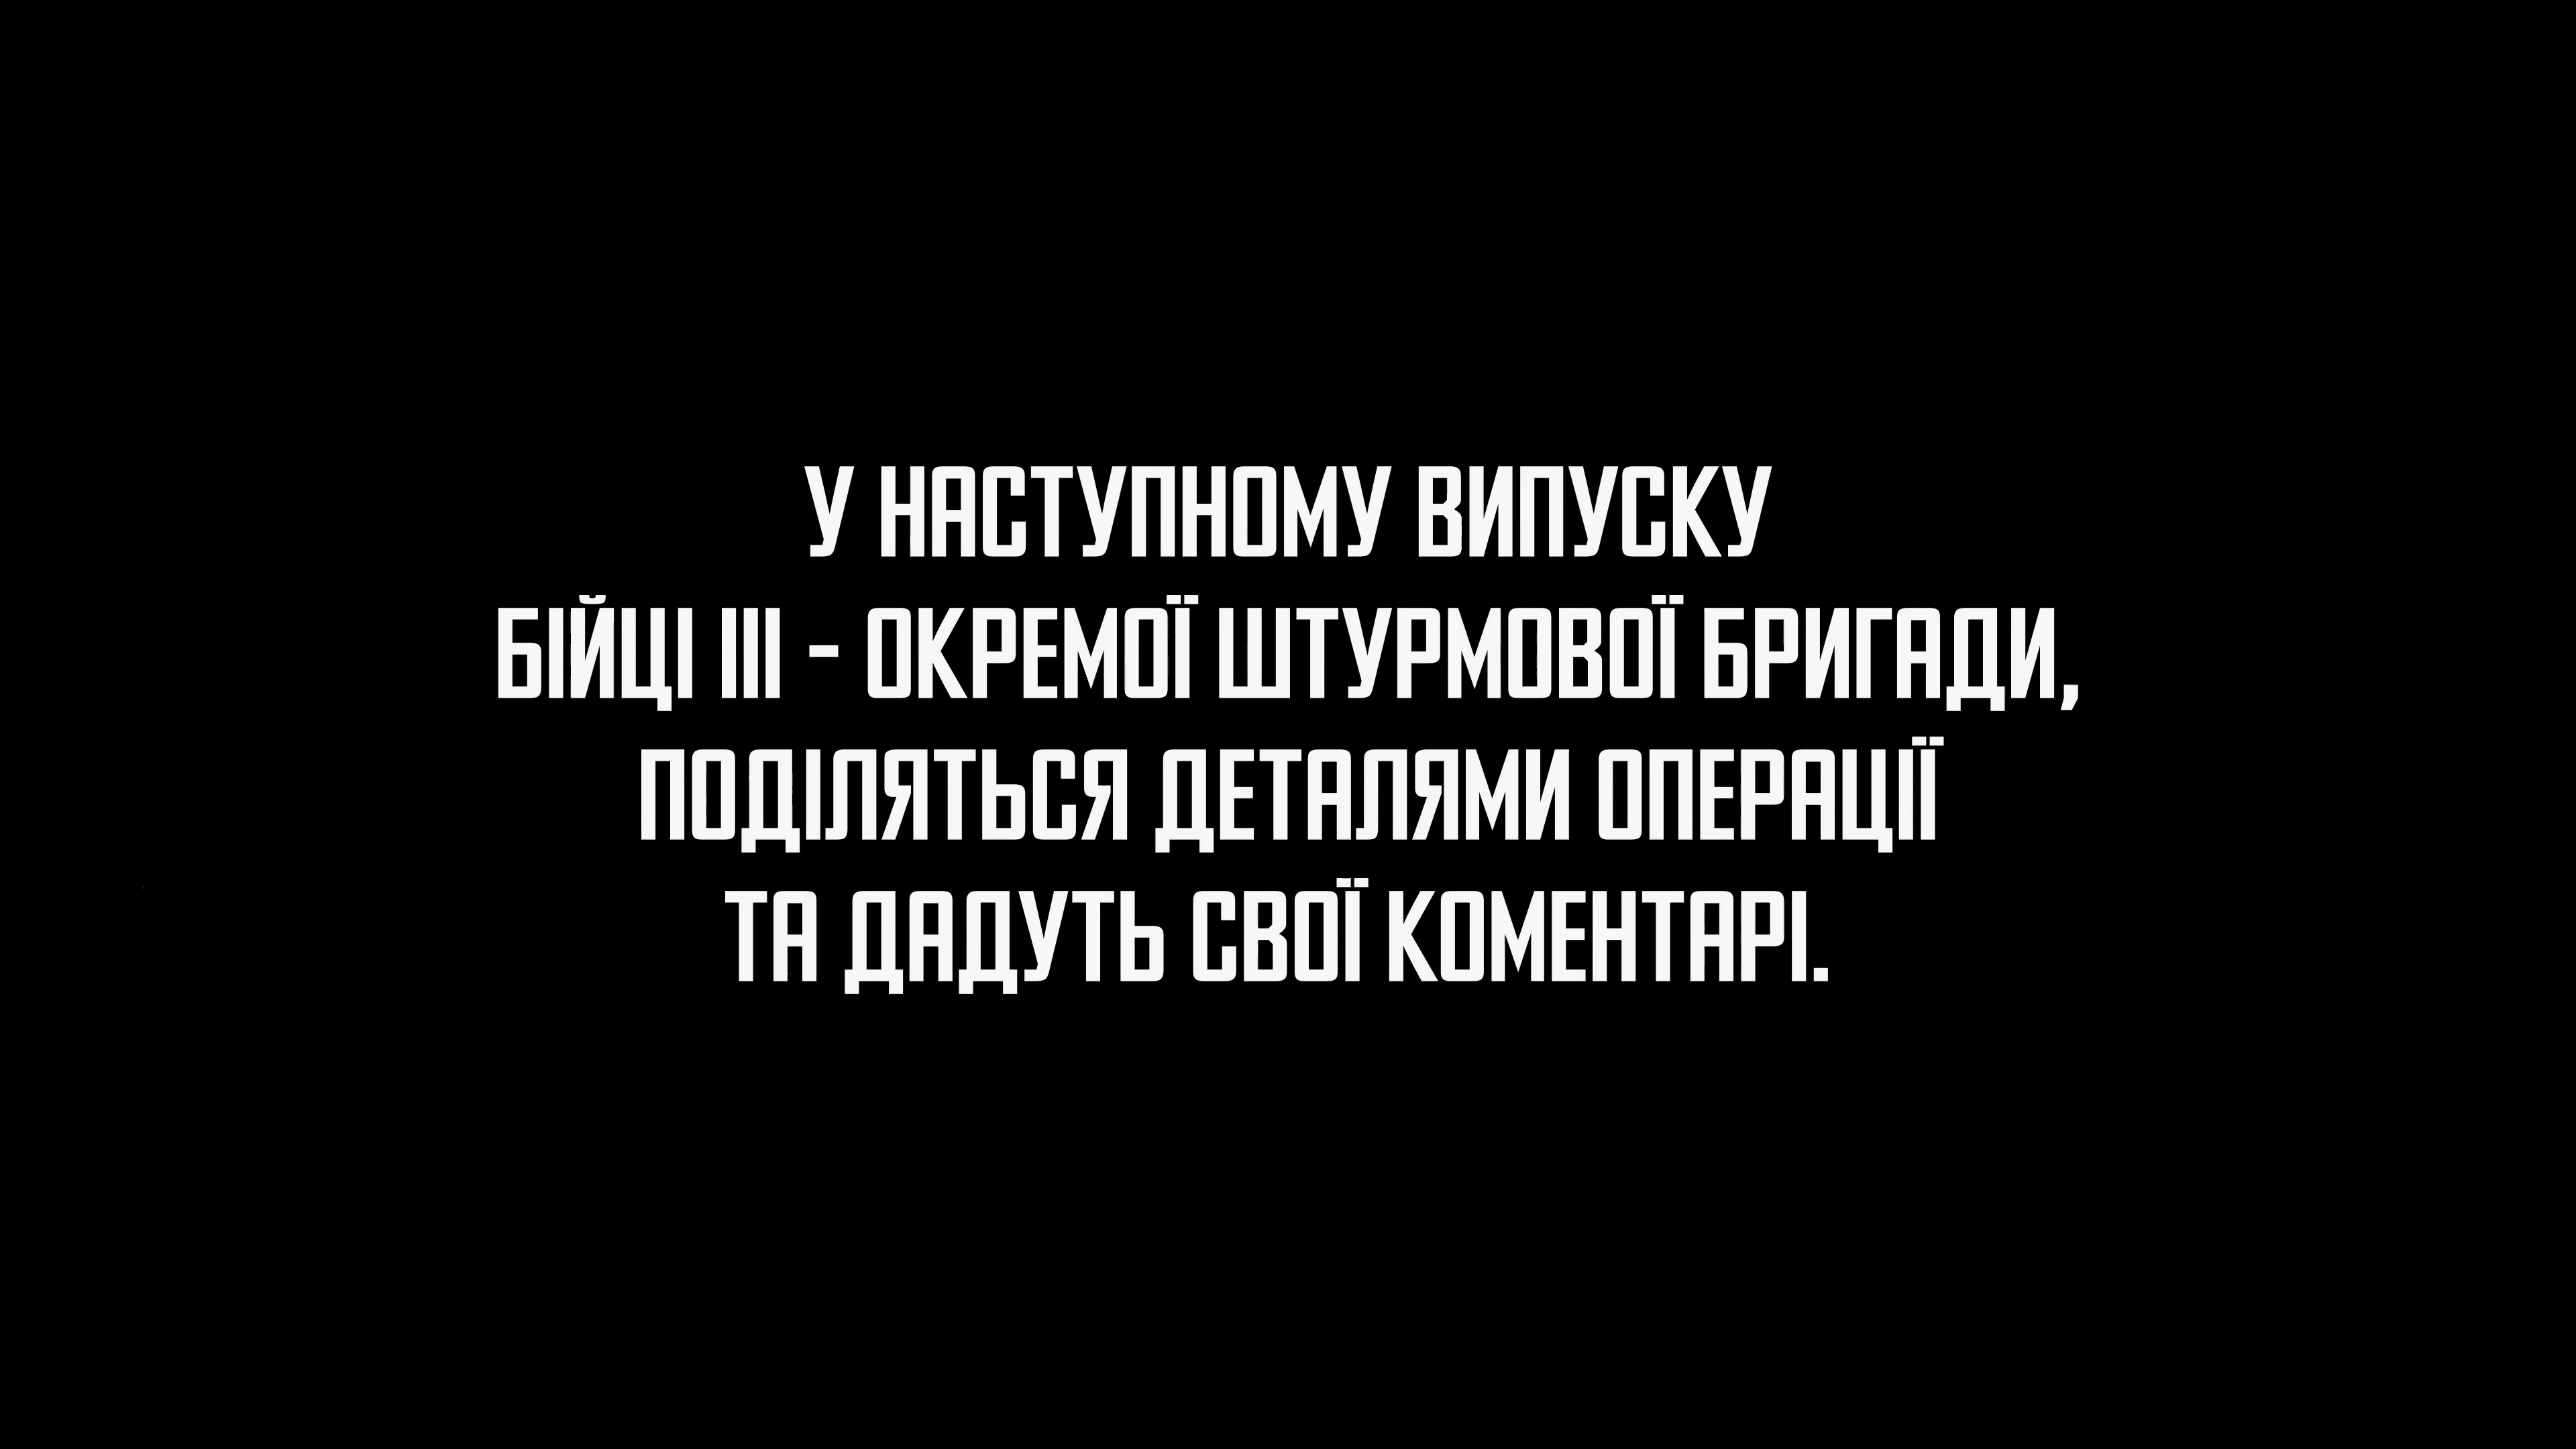 У НАСТУПНОМУ ВИПУСКУ
БІЙЦІ ІІІ - ОКРЕМОЇ ШТУРМОВОЇ БРИГАДИ,
ПОДІЛЯТЬСЯ ДЕТАЛЯМИ ОПЕРАЦІЇ
ТА ДАДУТЬ СВОЇ КОМЕНТАРІ.